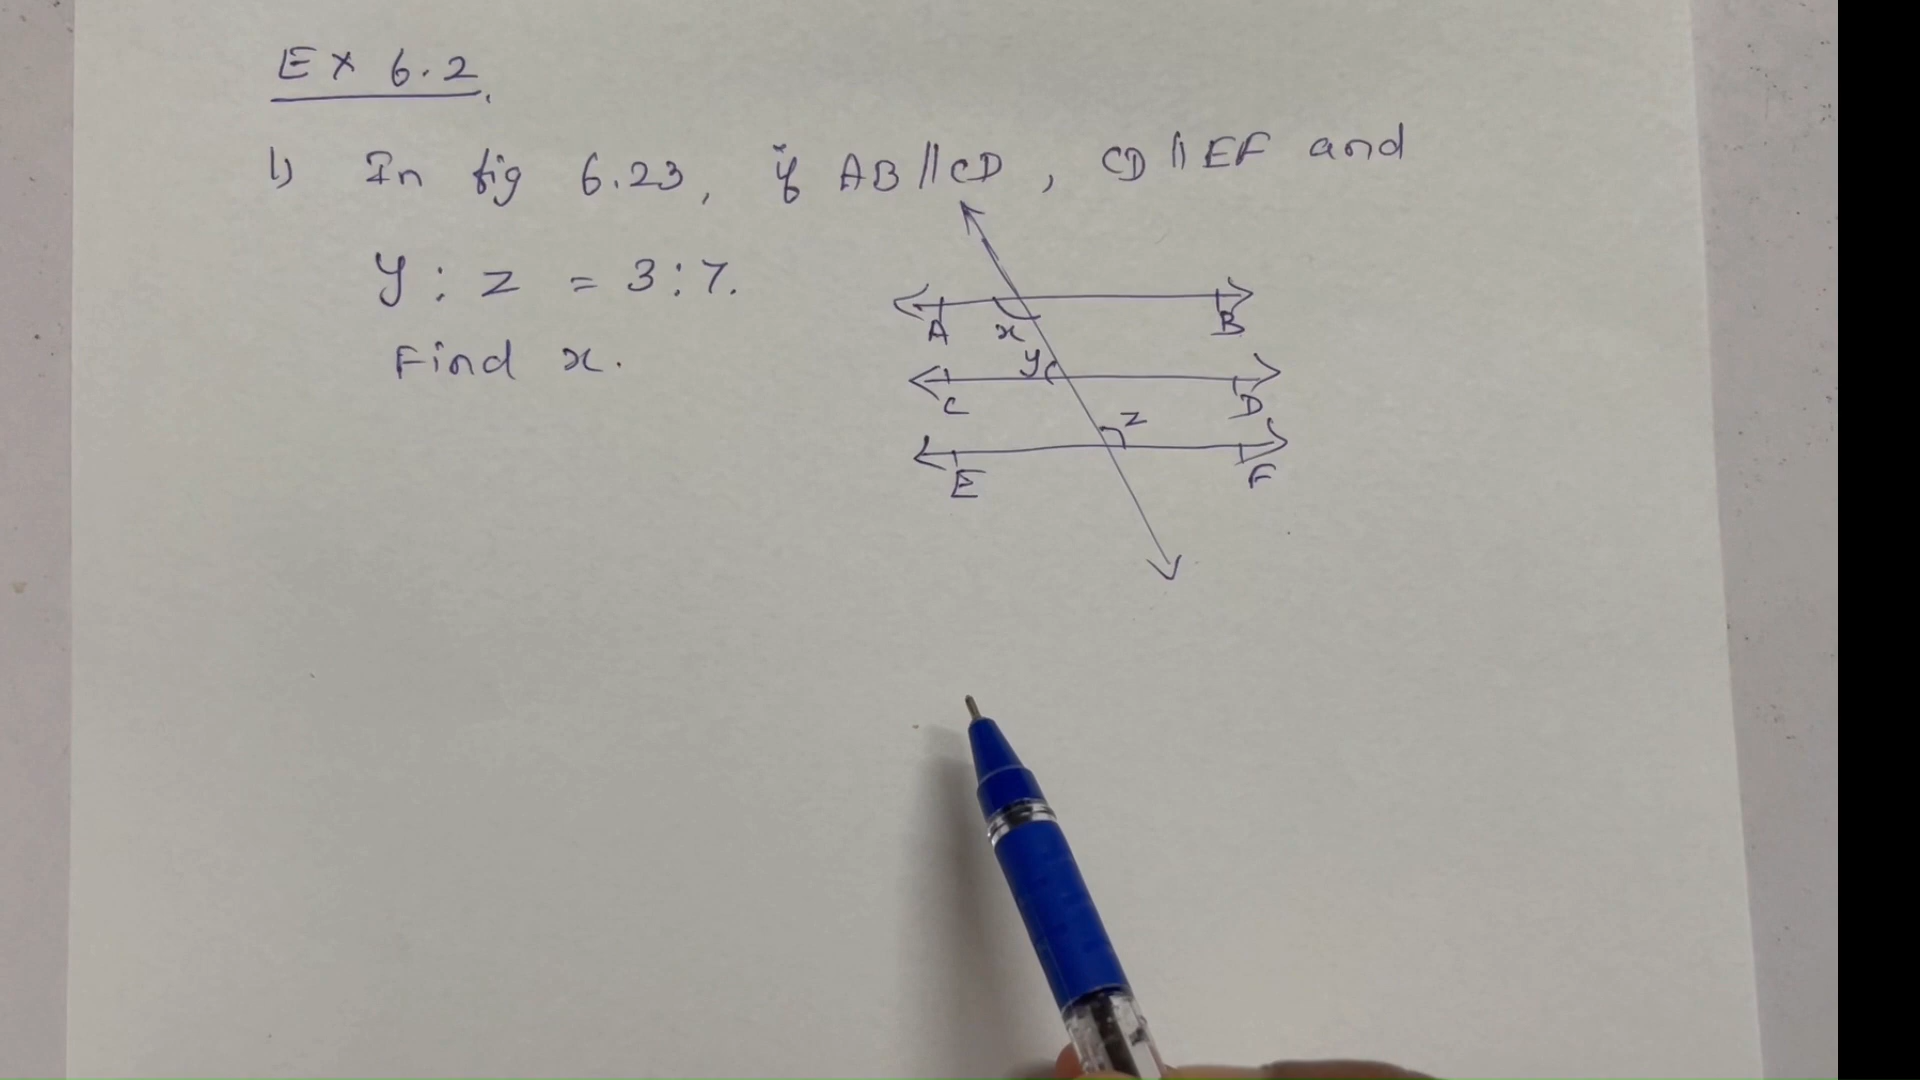 Ex 6.2.
1) In fig 6.23, if AB || CD, CD || EF and
y : z = 3 : 7.
Find x.
A x B
y
C D
z
E F